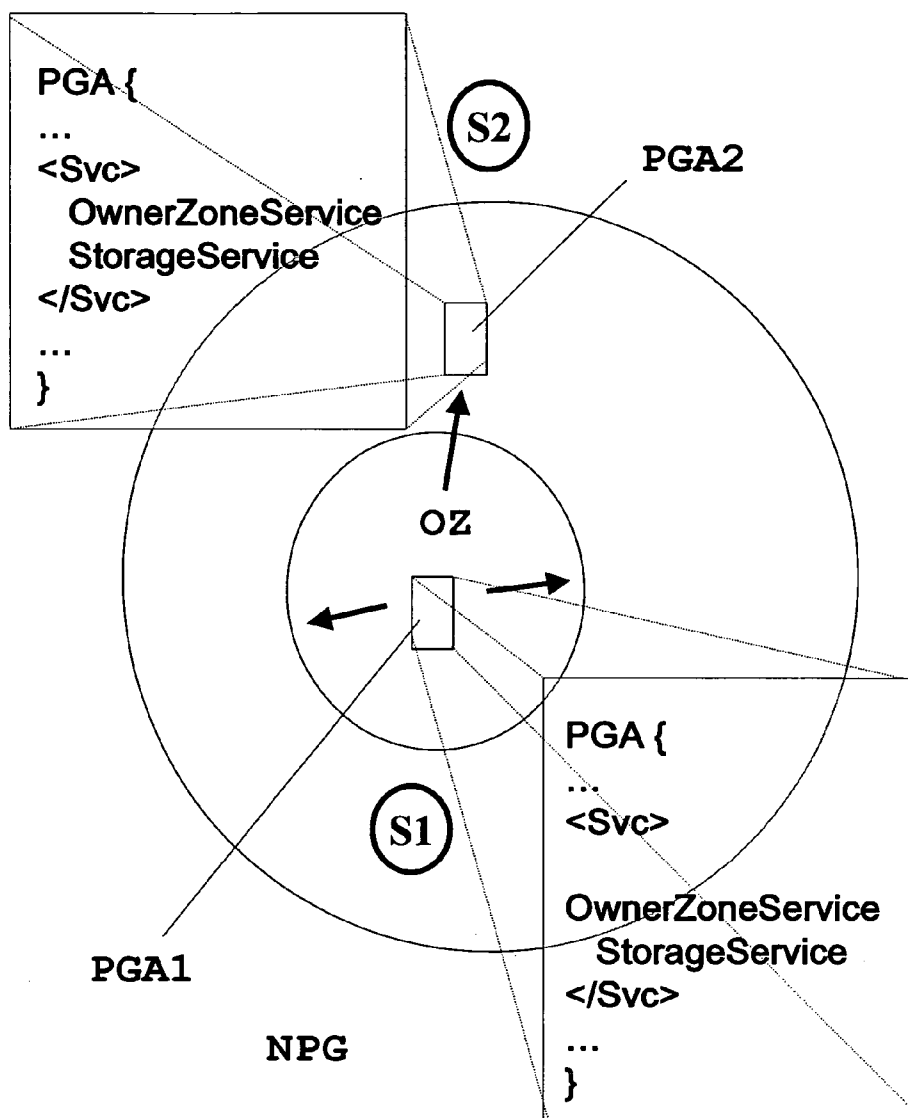 PGA {
...
<Svc>
OwnerZoneService
StorageService
</Svc>
...
}
S2
PGA2
OZ
S1
PGA1
NPG
PGA {
...
<Svc>
OwnerZoneService
StorageService
</Svc>
...
}